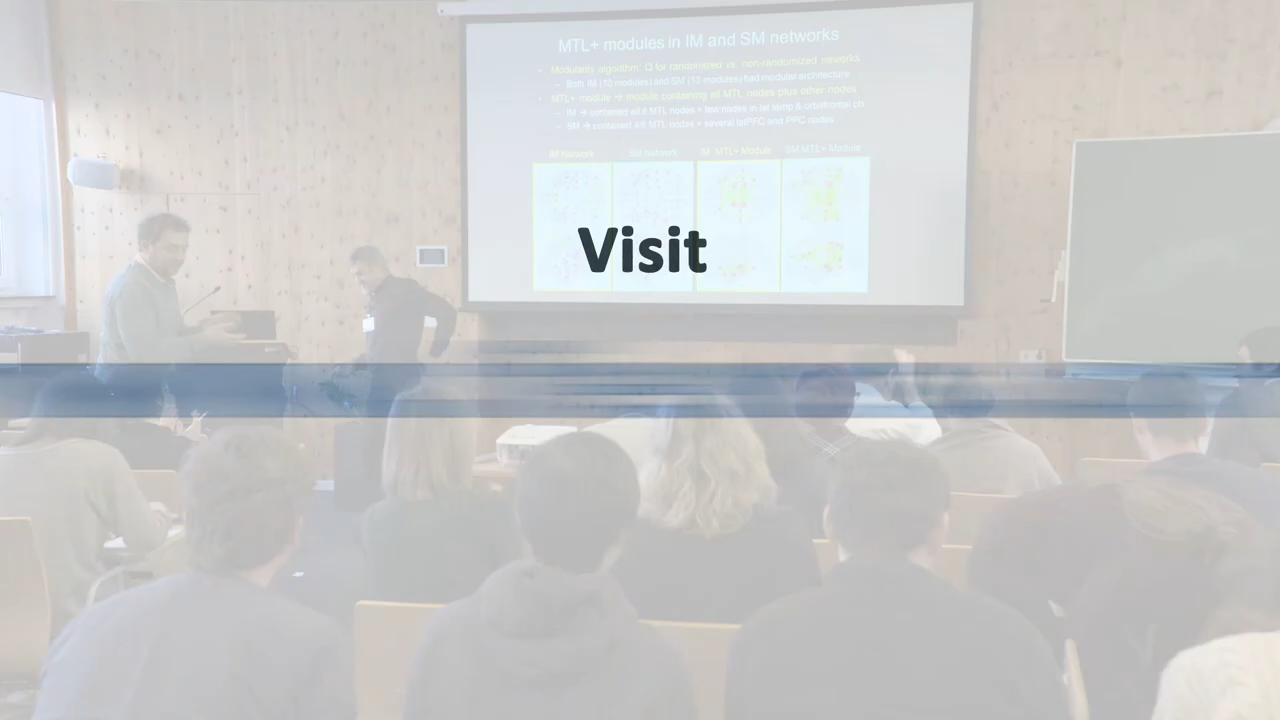 MTL+ modules in IM and SM networks
• Modularity algorithm: Q for randomized vs. non-randomized neworks
– Both IM (10 modules) and SM (13 modules) had modular architecture
• MTL+ module → module containing all MTL nodes plus other nodes
– IM → contained all 6 MTL nodes + few nodes in lat temp & orbitfrontal ctx
– SM → contained all 6 MTL nodes + several latPFC and PPC nodes
IM Network SM Network IM MTL+ Module SM MTL+ Module
Visit